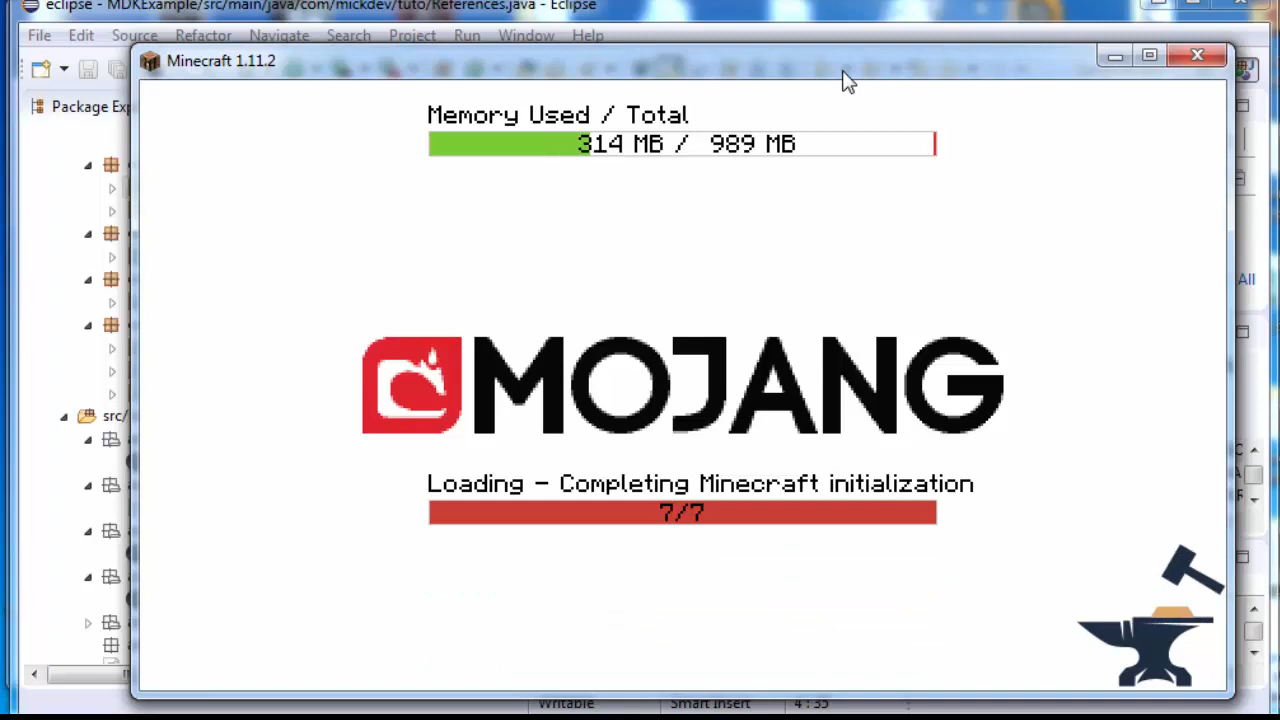 eclipse - MDKExample/src/main/java/com/mickdev/tuto/References.java - Eclipse
File Edit Source Refactor Navigate Search Project Run Window Help
Minecraft 1.11.2
Package Exp
Memory Used / Total
314 MB / 989 MB
All
MOJANG
src/
Loading - Completing Minecraft initialization
7/7
Writable Smart Insert 4 : 35